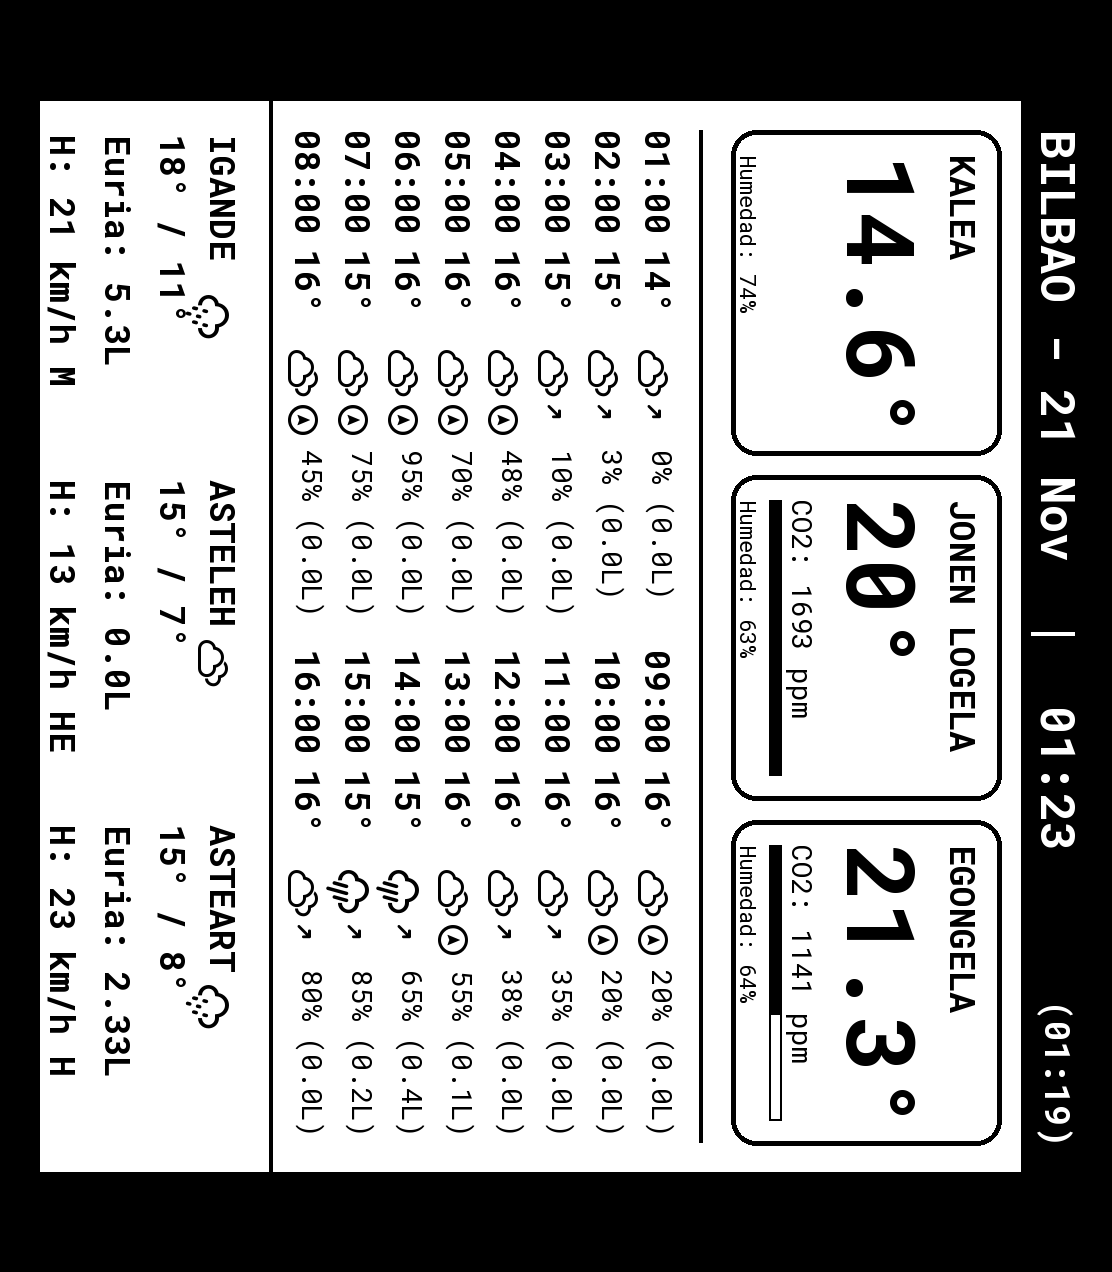 BILBAO - 21 Nov | 01:23 (01:19)
KALEA
14.6°
Humedad: 74%
JONEN LOGELA
20°
CO2: 1693 ppm
Humedad: 63%
EGONGELA
21.3°
CO2: 1141 ppm
Humedad: 64%
01:00 14° ↗ 0% (0.0L)
02:00 15° ↗ 3% (0.0L)
03:00 15° ↗ 10% (0.0L)
04:00 16° 48% (0.0L)
05:00 16° 70% (0.0L)
06:00 16° 95% (0.0L)
07:00 15° 75% (0.0L)
08:00 16° 45% (0.0L)
09:00 16° 20% (0.0L)
10:00 16° 20% (0.0L)
11:00 16° ↗ 35% (0.0L)
12:00 16° ↗ 38% (0.0L)
13:00 16° 55% (0.1L)
14:00 15° ↗ 65% (0.4L)
15:00 15° ↗ 85% (0.2L)
16:00 16° ↗ 80% (0.0L)
IGANDE
18° / 11°
Euria: 5.3L
H: 21 km/h M
ASTELEH
15° / 7°
Euria: 0.0L
H: 13 km/h HE
ASTEART
15° / 8°
Euria: 2.33L
H: 23 km/h H